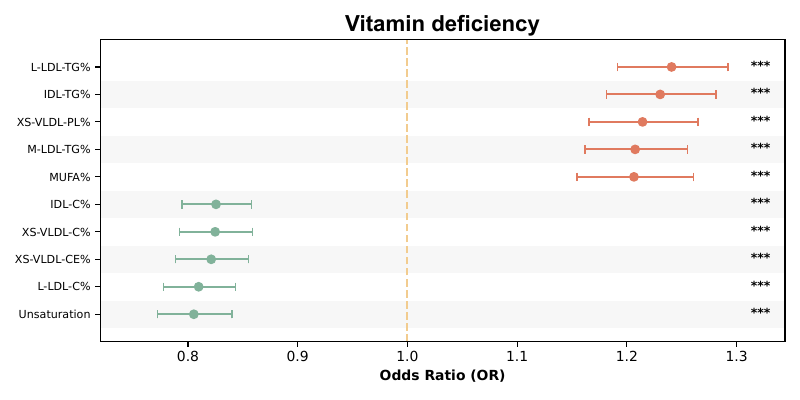 Vitamin deficiency
L-LDL-TG% ***
IDL-TG% ***
XS-VLDL-PL% ***
M-LDL-TG% ***
MUFA% ***
IDL-C% ***
XS-VLDL-C% ***
XS-VLDL-CE% ***
L-LDL-C% ***
Unsaturation ***
0.8 0.9 1.0 1.1 1.2 1.3
Odds Ratio (OR)